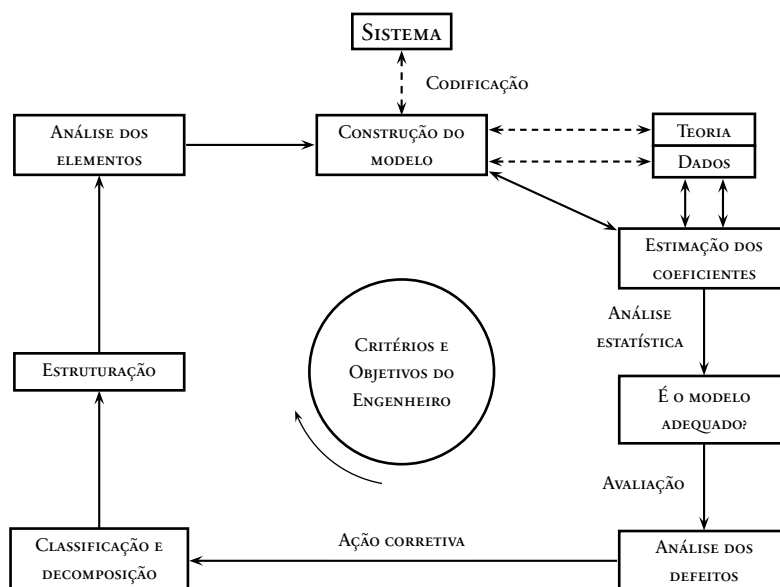 Sistema
Codificação
Análise dos
elementos
Construção do
modelo
Teoria
Dados
Estimação dos
coeficientes
Análise
estatística
Critérios e
Objetivos do
Engenheiro
Estruturação
É o modelo
adequado?
Avaliação
Classificação e
decomposição
Ação corretiva
Análise dos
defeitos